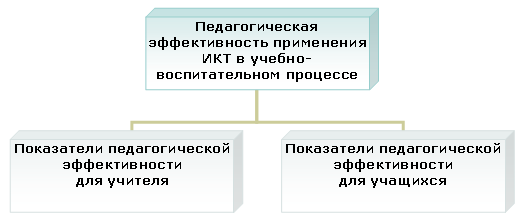 Педагогическая
эффективность применения
ИКТ в учебно-
воспитательном процессе
Показатели педагогической
эффективности
для учителя
Показатели педагогической
эффективности
для учащихся